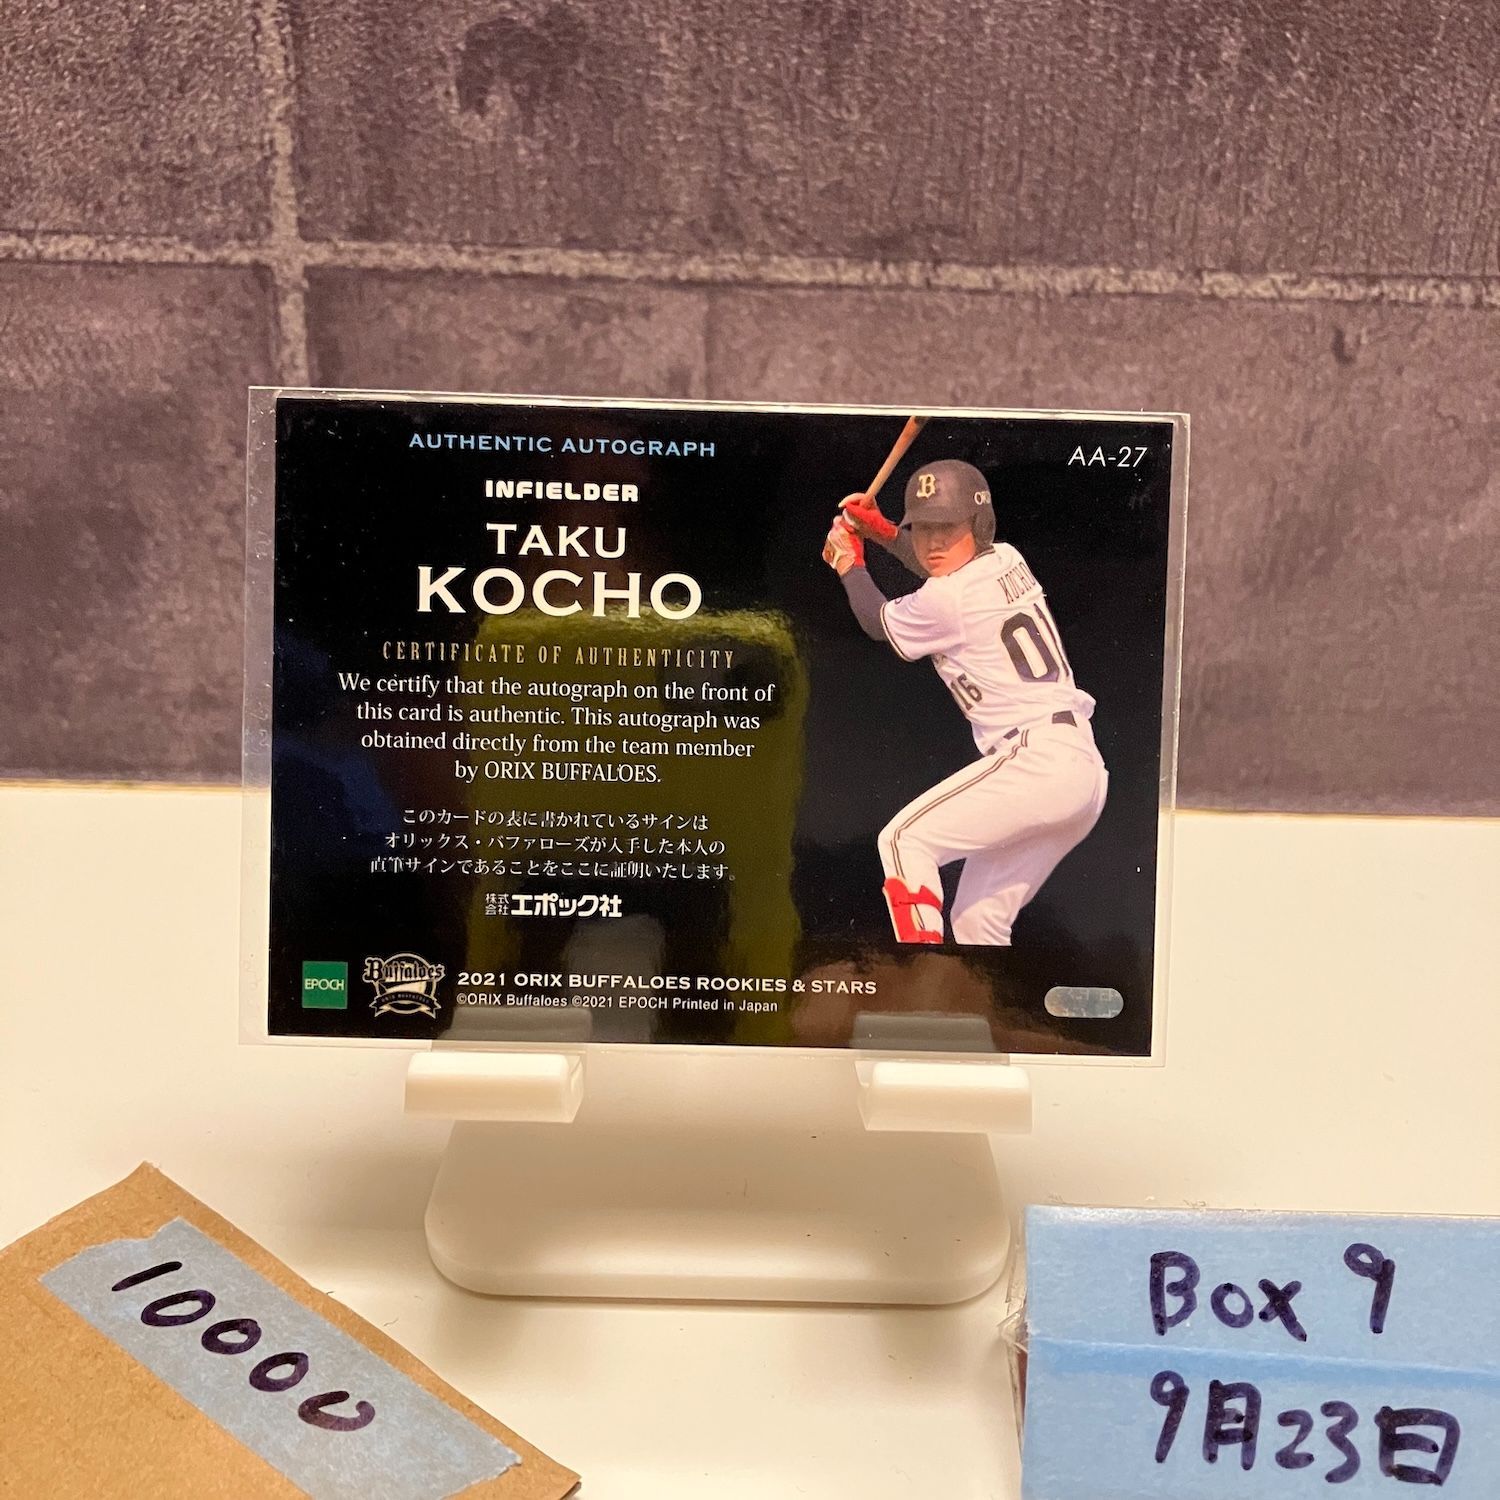 AUTHENTIC AUTOGRAPH
AA-27
INFIELDER
TAKU
KOCHO
CERTIFICATE OF AUTHENTICITY
We certify that the autograph on the front of
this card is authentic. This autograph was
obtained directly from the team member
by ORIX BUFFALOES.
このカードの表に書かれているサインは
オリックス・バファローズが入手した本人の
直筆サインであることをここに証明いたします。
株式会社エポック社
B
KOCHO
01
16
EPOCH
Buffaloes
ORIX BUFFALOES
2021 ORIX BUFFALOES ROOKIES & STARS
©ORIX Buffaloes ©2021 EPOCH Printed in Japan
10000
Box 9
9月23日